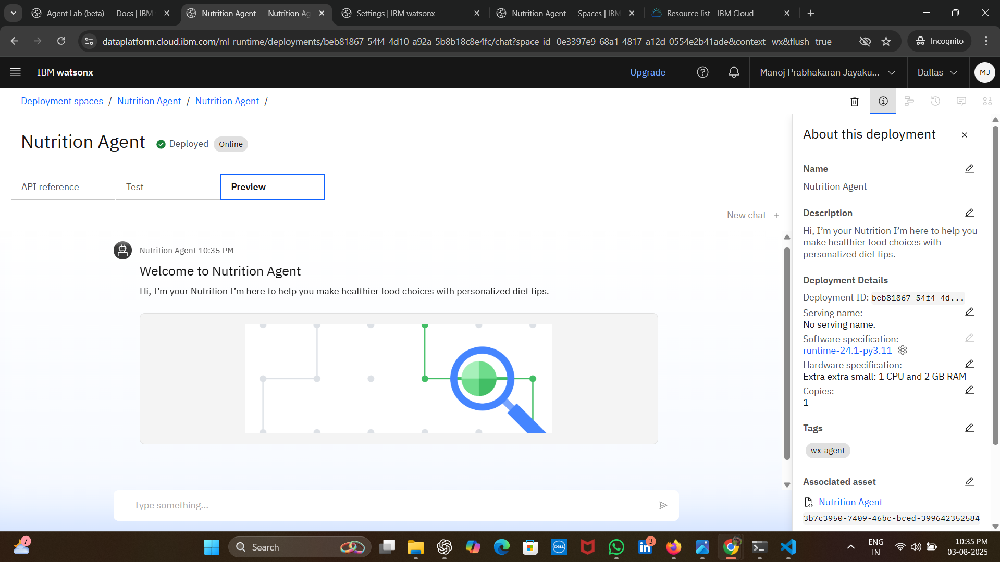 Agent Lab (beta) — Docs | IBM
Nutrition Agent — Nutrition Ag
Settings | IBM watsonx
Nutrition Agent — Spaces | IBM
Resource list - IBM Cloud
dataplatform.cloud.ibm.com/ml-runtime/deployments/beb81867-54f4-4d10-a92a-5b8b18c8e4fc/chat?space_id=0e3397e9-68a1-4817-a12d-0554e2b41ade&context=wx&flush=true
Incognito
IBM watsonx
Upgrade
Manoj Prabhakaran Jayaku...
Dallas
MJ
Deployment spaces / Nutrition Agent / Nutrition Agent /
Nutrition Agent
Deployed
Online
API reference
Test
Preview
New chat +
Nutrition Agent 10:35 PM
Welcome to Nutrition Agent
Hi, I’m your Nutrition I’m here to help you make healthier food choices with personalized diet tips.
Type something...
About this deployment
Name
Nutrition Agent
Description
Hi, I’m your Nutrition I’m here to help you
make healthier food choices with
personalized diet tips.
Deployment Details
Deployment ID: beb81867-54f4-4d...
Serving name:
No serving name.
Software specification:
runtime-24.1-py3.11
Hardware specification:
Extra extra small: 1 CPU and 2 GB RAM
Copies:
1
Tags
wx-agent
Associated asset
Nutrition Agent
3b7c3950-7409-46bc-bced-399642352584
7
Search
DELL
3
ENG
IN
10:35 PM
03-08-2025